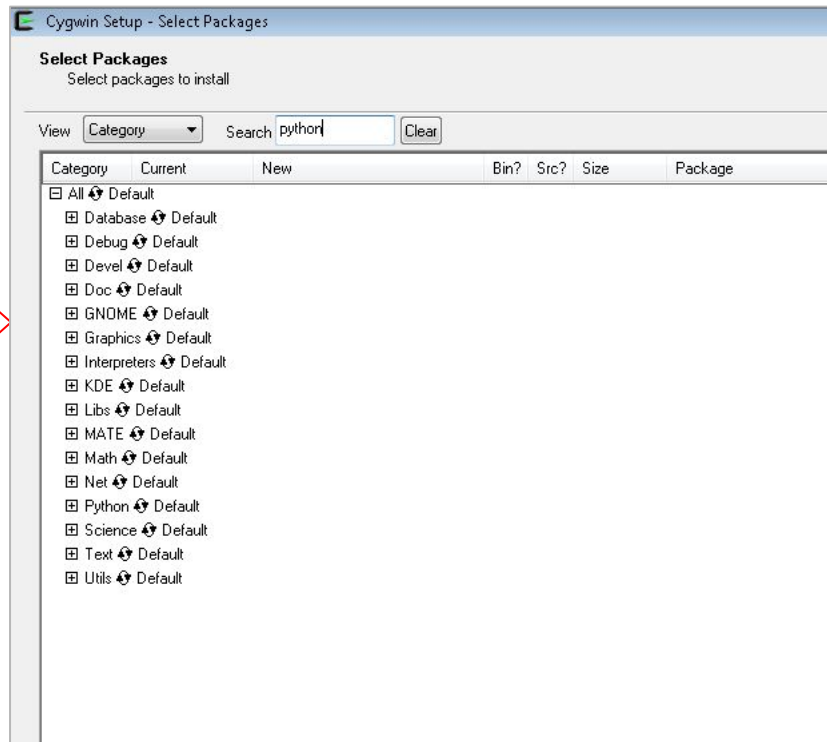 Cygwin Setup - Select Packages
Select Packages
Select packages to install
View Category Search python Clear
Category Current New Bin? Src? Size Package
All Default
Database Default
Debug Default
Devel Default
Doc Default
GNOME Default
Graphics Default
Interpreters Default
KDE Default
Libs Default
MATE Default
Math Default
Net Default
Python Default
Science Default
Text Default
Utils Default